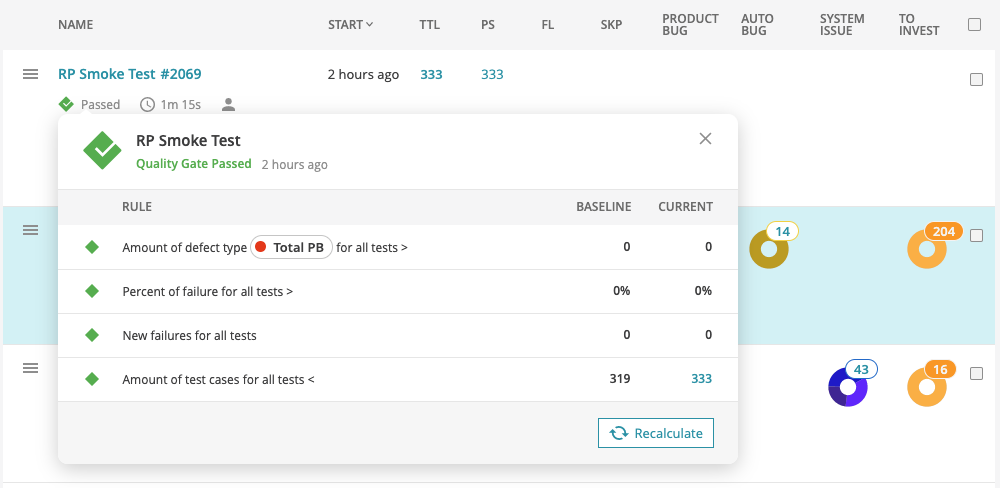 NAME START TTL PS FL SKP PRODUCT BUG AUTO BUG SYSTEM ISSUE TO INVEST
RP Smoke Test #2069 2 hours ago 333 333
Passed 1m 15s
RP Smoke Test
Quality Gate Passed 2 hours ago
RULE BASELINE CURRENT
Amount of defect type Total PB for all tests > 0 0
Percent of failure for all tests > 0% 0%
New failures for all tests 0 0
Amount of test cases for all tests < 319 333
Recalculate
14 204
43 16